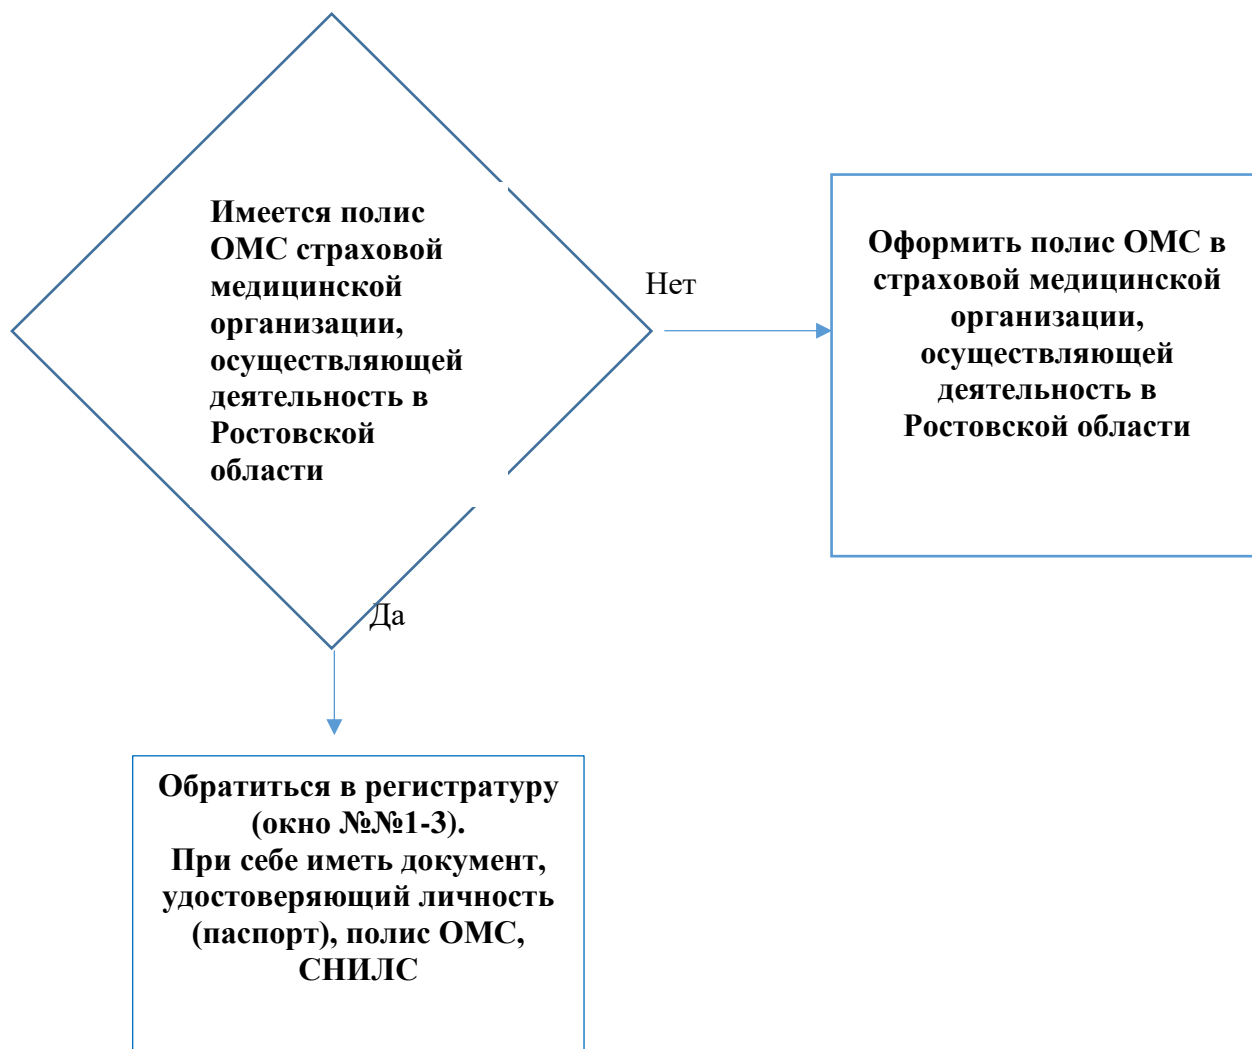 Имеется полис
ОМС страховой
медицинской
организации,
осуществляющей
деятельность в
Ростовской
области
Нет
Оформить полис ОМС в
страховой медицинской
организации,
осуществляющей
деятельность в
Ростовской области
Да
Обратиться в регистратуру
(окно №№1-3).
При себе иметь документ,
удостоверяющий личность
(паспорт), полис ОМС,
СНИЛС